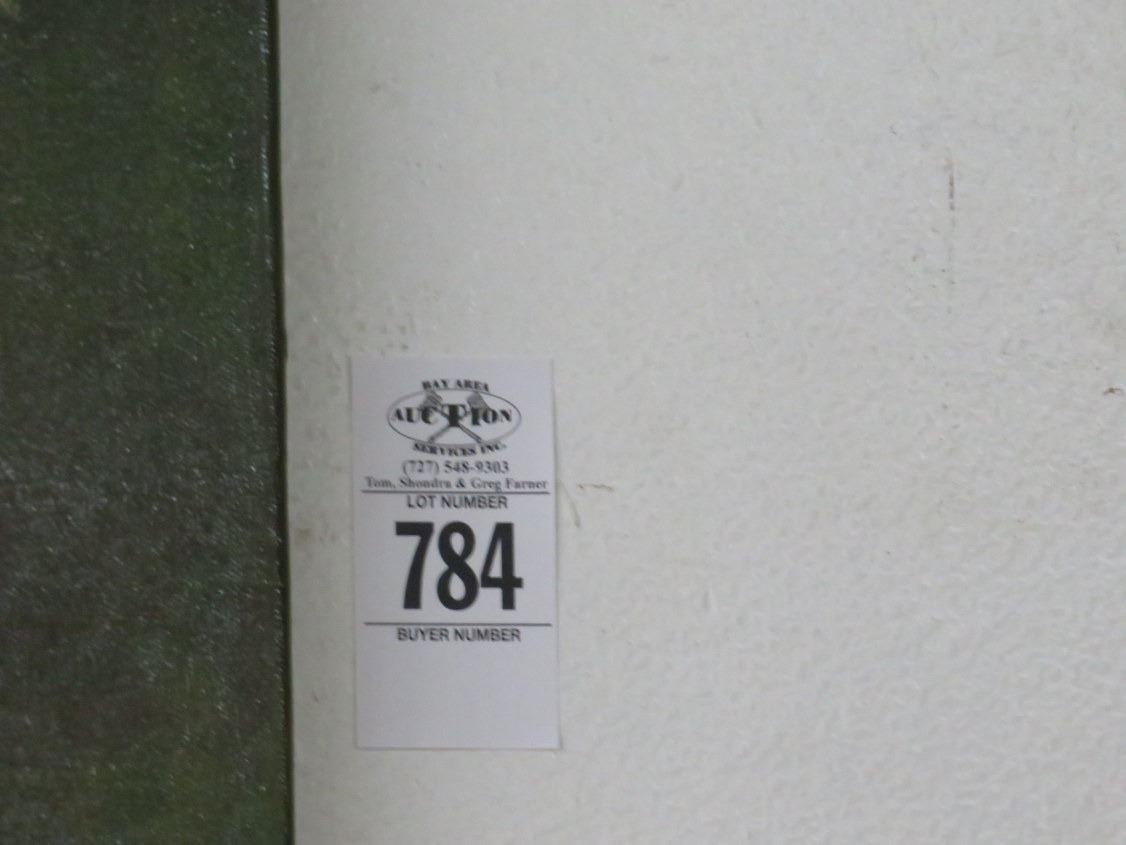 BAY AREA
AUCTION
SERVICES INC.
(727) 548-9303
Tom, Shondra & Greg Farner
LOT NUMBER
784
BUYER NUMBER